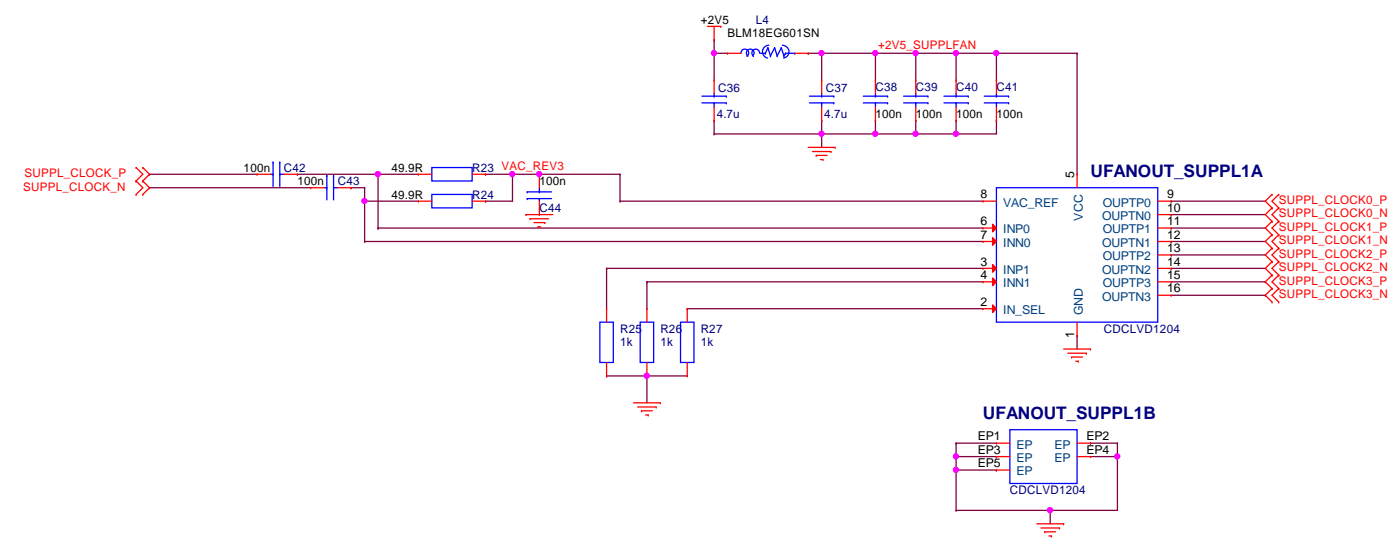 +2V5
L4
BLM18EG601SN
+2V5_SUPPLFAN
C36
C37
C38
C39
C40
C41
4.7u
4.7u
100n
100n
100n
100n
SUPPL_CLOCK_P
SUPPL_CLOCK_N
100n
C42
100n
C43
49.9R
R23
49.9R
R24
VAC_REV3
100n
C44
UFANOUT_SUPPL1A
5
VCC
8
VAC_REF
6
INP0
7
INN0
3
INP1
4
INN1
2
IN_SEL
GND
1
OUPTP0
9
SUPPL_CLOCK0_P
OUPTN0
10
SUPPL_CLOCK0_N
OUPTP1
11
SUPPL_CLOCK1_P
OUPTN1
12
SUPPL_CLOCK1_N
OUPTP2
13
SUPPL_CLOCK2_P
OUPTN2
14
SUPPL_CLOCK2_N
OUPTP3
15
SUPPL_CLOCK3_P
OUPTN3
16
SUPPL_CLOCK3_N
CDCLVD1204
R25
1k
R26
1k
R27
1k
UFANOUT_SUPPL1B
EP1
EP
EP
EP2
EP3
EP
EP
EP4
EP5
EP
CDCLVD1204